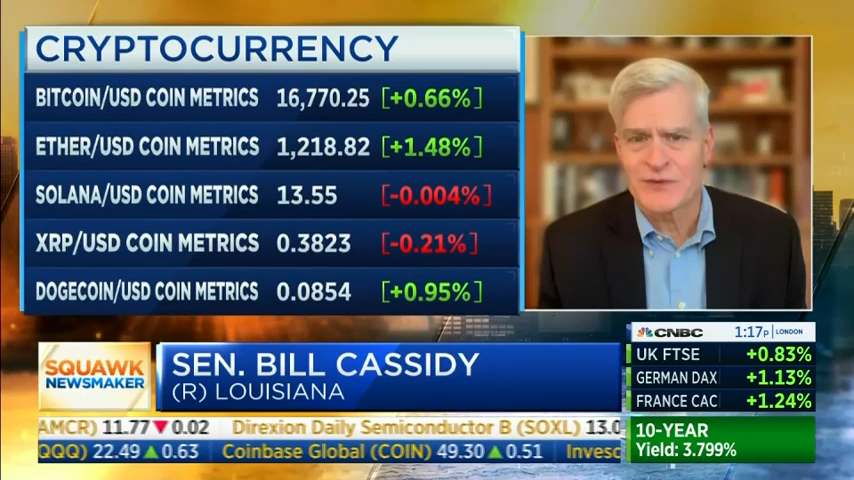 CRYPTOCURRENCY
BITCOIN/USD COIN METRICS 16,770.25 [+0.66%]
ETHER/USD COIN METRICS 1,218.82 [+1.48%]
SOLANA/USD COIN METRICS 13.55 [-0.004%]
XRP/USD COIN METRICS 0.3823 [-0.21%]
DOGECOIN/USD COIN METRICS 0.0854 [+0.95%]
SQUAWK
NEWSMAKER
SEN. BILL CASSIDY
(R) LOUISIANA
CNBC 1:17P LONDON
UK FTSE +0.83%
GERMAN DAX +1.13%
FRANCE CAC +1.24%
10-YEAR
Yield: 3.799%
AMCR) 11.77 ▼ 0.02 Direxion Daily Semiconductor B (SOXL) 13.0
QQQ) 22.49 ▲ 0.63 Coinbase Global (COIN) 49.30 ▲ 0.51 Invesc